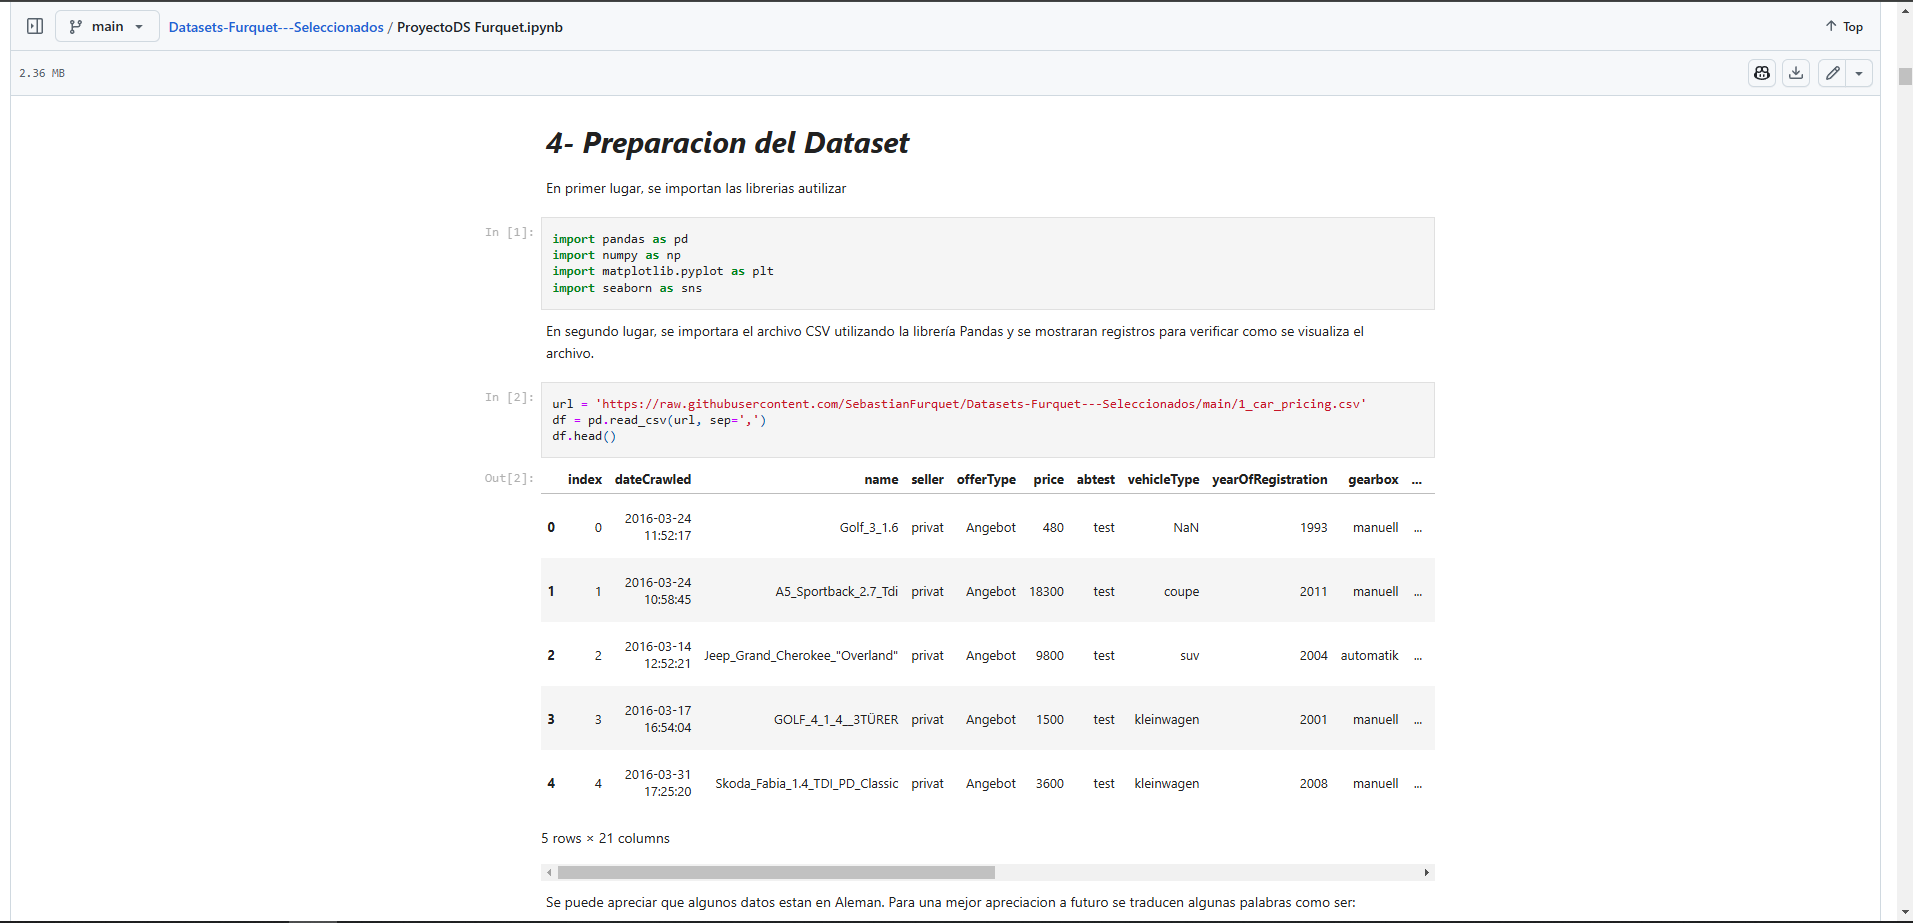 main
Datasets-Furquet---Seleccionados / ProyectoDS Furquet.ipynb
Top
2.36 MB
4- Preparacion del Dataset
En primer lugar, se importan las librerias autilizar
In [1]:
import pandas as pd
import numpy as np
import matplotlib.pyplot as plt
import seaborn as sns
En segundo lugar, se importara el archivo CSV utilizando la librería Pandas y se mostraran registros para verificar como se visualiza el
archivo.
In [2]:
url = 'https://raw.githubusercontent.com/SebastianFurquet/Datasets-Furquet---Seleccionados/main/1_car_pricing.csv'
df = pd.read_csv(url, sep=',')
df.head()
Out[2]:
index dateCrawled name seller offerType price abtest vehicleType yearOfRegistration gearbox ...
0 0 2016-03-24 11:52:17 Golf_3_1.6 privat Angebot 480 test NaN 1993 manuell ...
1 1 2016-03-24 10:58:45 A5_Sportback_2.7_Tdi privat Angebot 18300 test coupe 2011 manuell ...
2 2 2016-03-14 12:52:21 Jeep_Grand_Cherokee_"Overland" privat Angebot 9800 test suv 2004 automatik ...
3 3 2016-03-17 16:54:04 GOLF_4_1_4__3TÜRER privat Angebot 1500 test kleinwagen 2001 manuell ...
4 4 2016-03-31 17:25:20 Skoda_Fabia_1.4_TDI_PD_Classic privat Angebot 3600 test kleinwagen 2008 manuell ...
5 rows × 21 columns
Se puede apreciar que algunos datos estan en Aleman. Para una mejor apreciacion a futuro se traducen algunas palabras como ser: